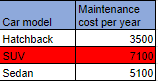 Car model Maintenance cost per year
Hatchback 3500
SUV 7100
Sedan 5100